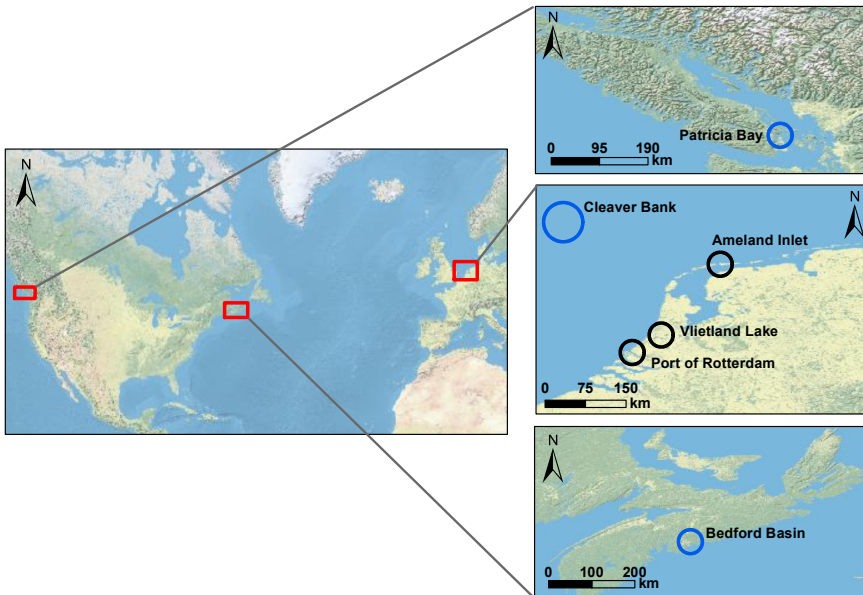 N
N
Patricia Bay
0 95 190
km
Cleaver Bank
N
Ameland Inlet
Vlietland Lake
Port of Rotterdam
0 75 150
km
N
Bedford Basin
0 100 200
km